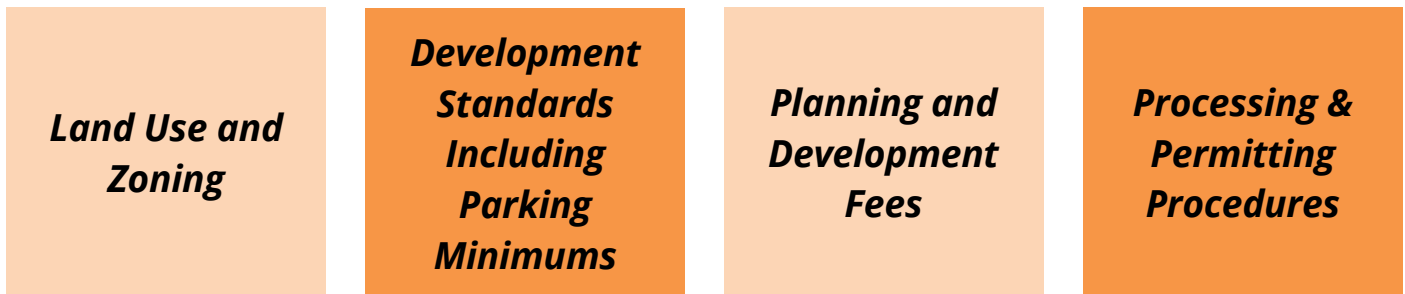 Land Use and
Zoning
Development
Standards
Including
Parking
Minimums
Planning and
Development
Fees
Processing &
Permitting
Procedures